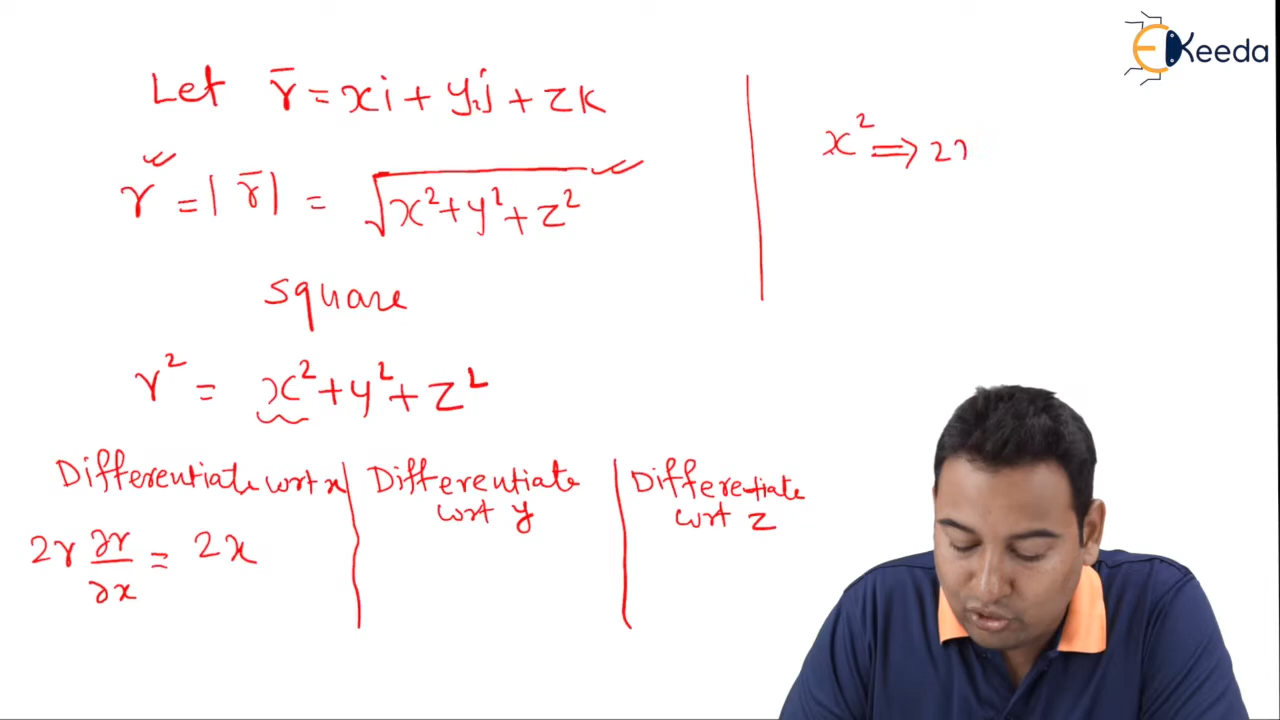 EKeeda
Let r̅ = xi + yj + zk
r = |r̅| = √x²+y²+z²
square
r² = x²+y²+z²
Differentiate wrt x
2r ∂r/∂x = 2x
Differentiate
wrt y
Differentiate
wrt z
x² ⇒ 2